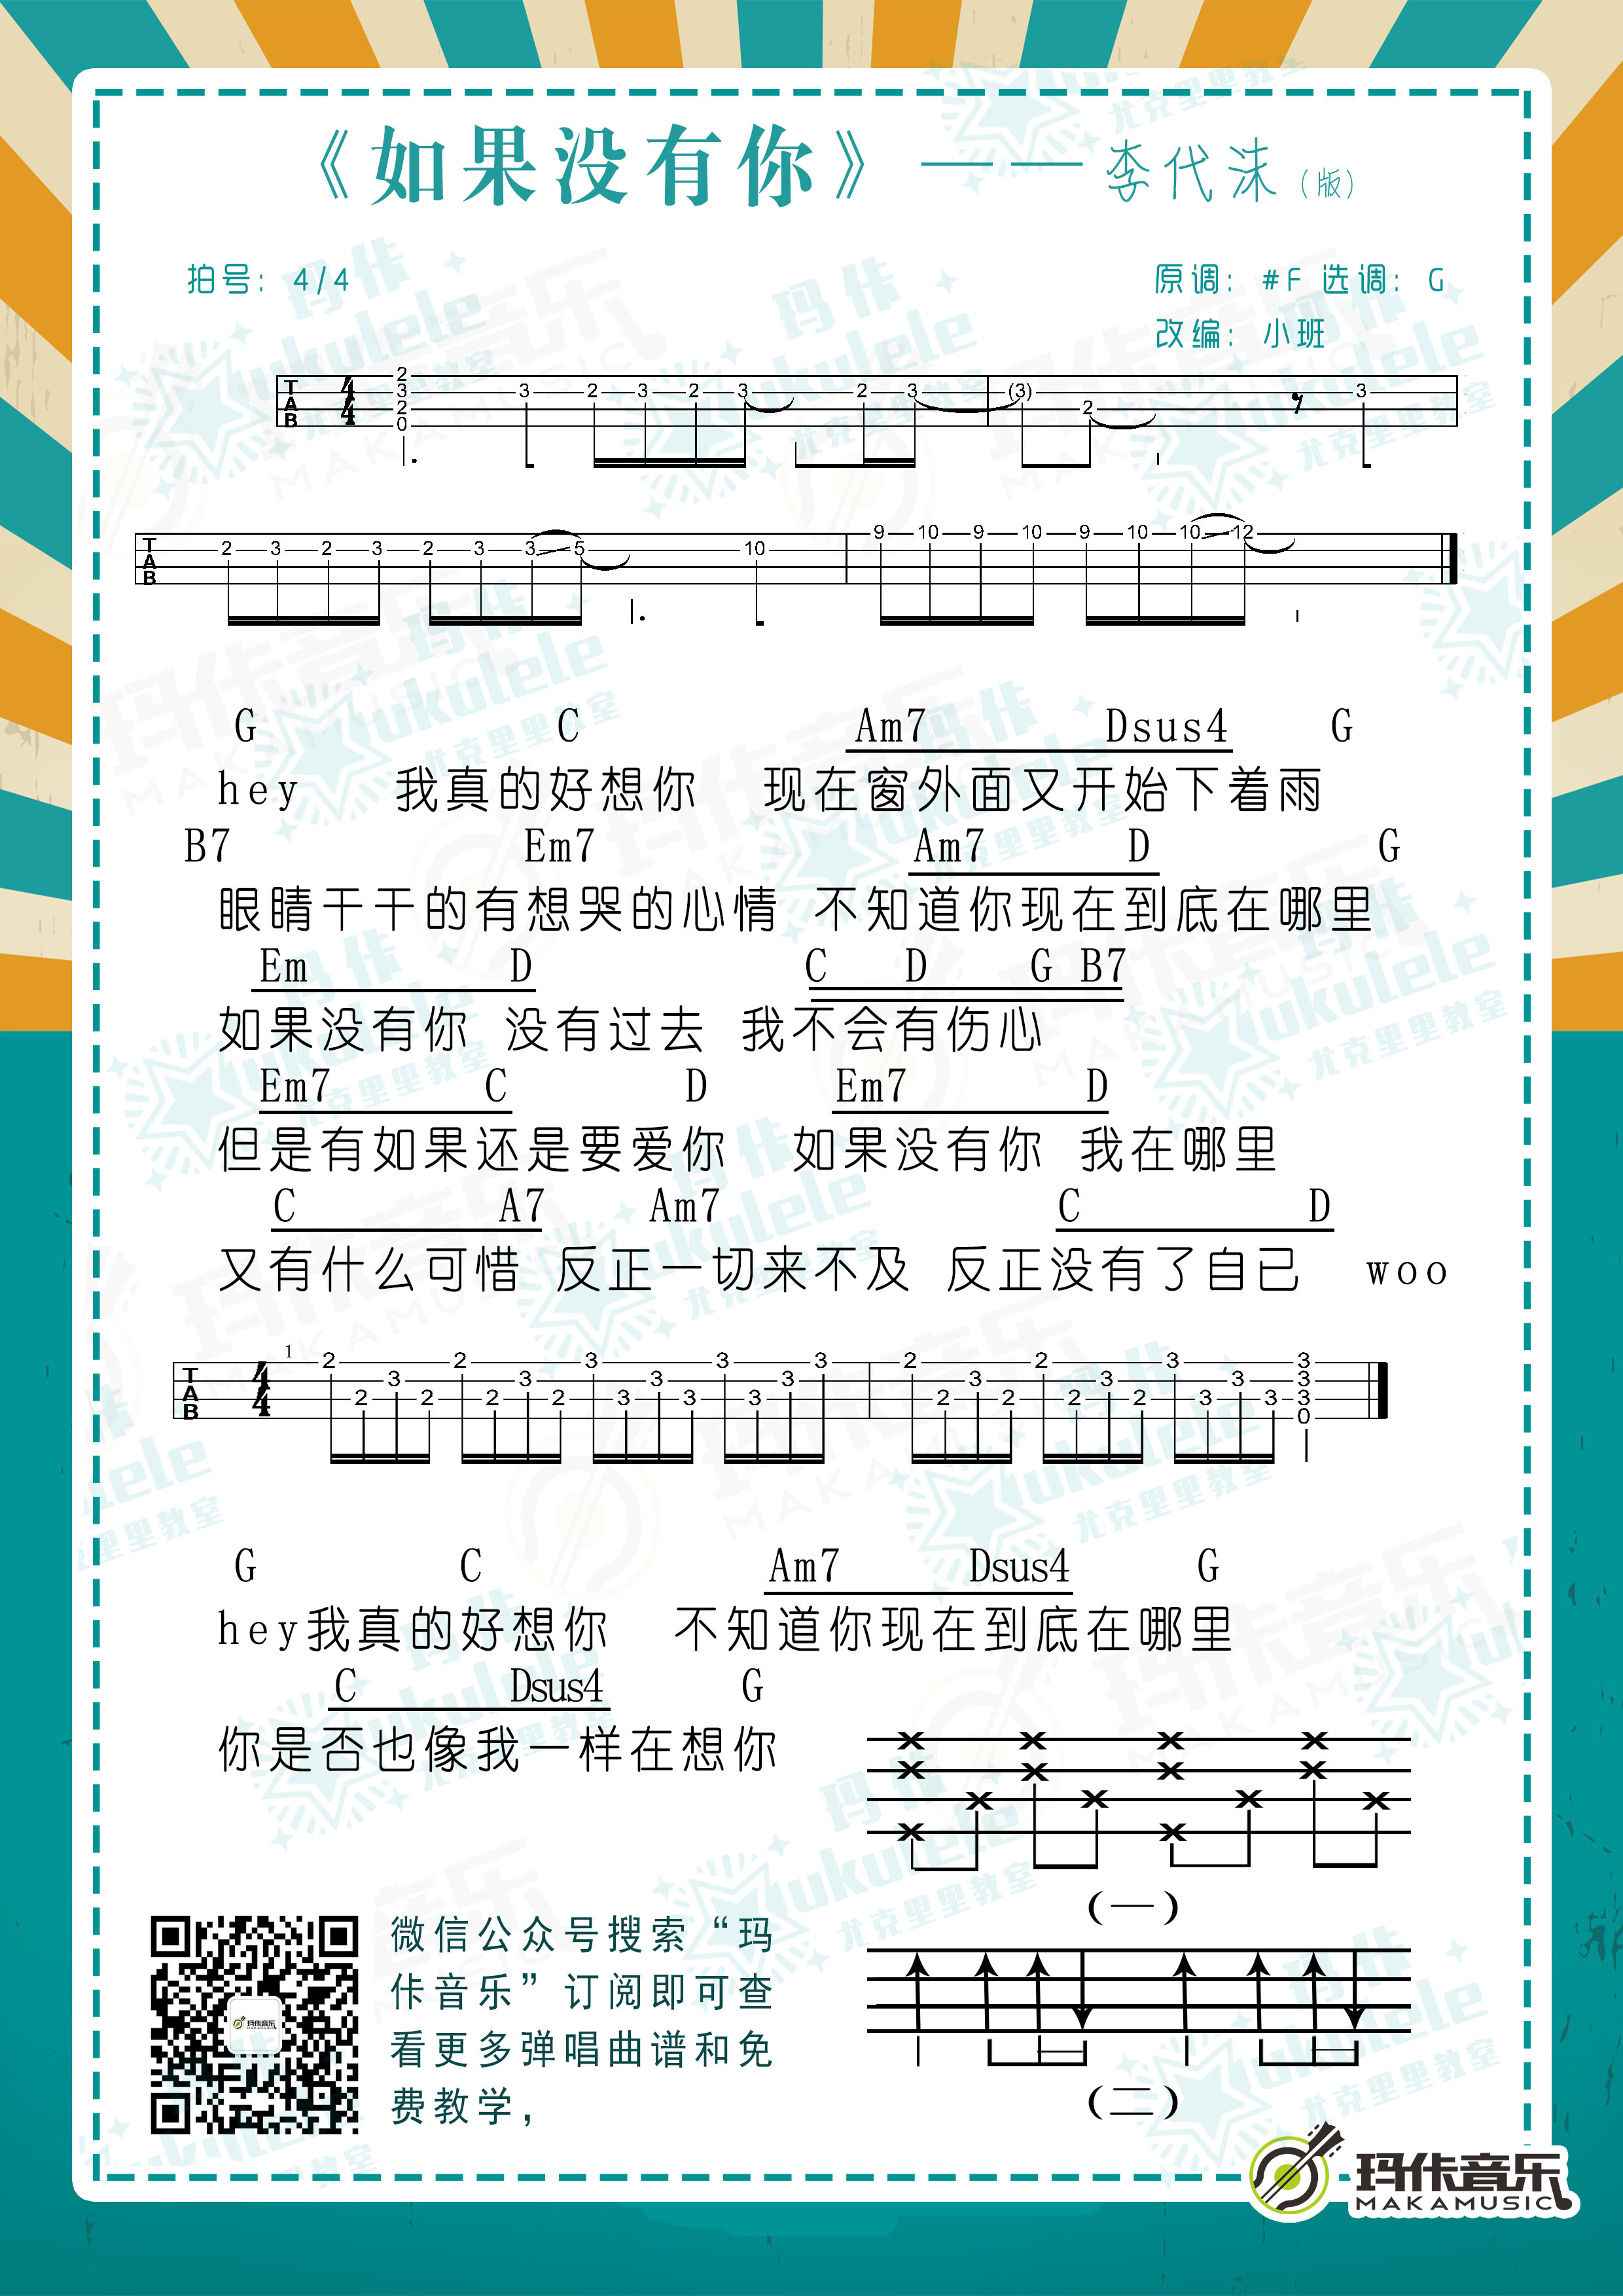 《如果没有你》——李代沫（版）
拍号：4/4
原调：#F 选调：G
改编：小班
G C Am7 Dsus4 G
hey 我真的好想你 现在窗外面又开始下着雨
B7 Em7 Am7 D G
眼睛干干的有想哭的心情 不知道你现在到底在哪里
Em D C D G B7
如果没有你 没有过去 我不会有伤心
Em7 C D Em7 D
但是有如果还是要爱你 如果没有你 我在哪里
C A7 Am7 C D
又有什么可惜 反正一切来不及 反正没有了自己 woo
G C Am7 Dsus4 G
hey我真的好想你 不知道你现在到底在哪里
C Dsus4 G
你是否也像我一样在想你
（一）
（二）
微信公众号搜索“玛
佧音乐”订阅即可查
看更多弹唱曲谱和免
费教学，
玛佧音乐
MAKAMUSIC